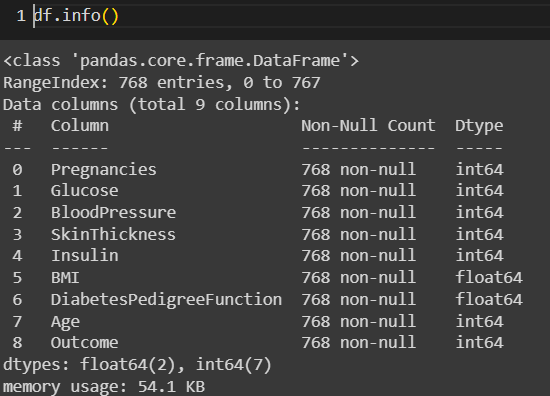 1 df.info()
<class 'pandas.core.frame.DataFrame'>
RangeIndex: 768 entries, 0 to 767
Data columns (total 9 columns):
 #   Column                    Non-Null Count  Dtype
---  ------                    --------------  -----
 0   Pregnancies               768 non-null    int64
 1   Glucose                   768 non-null    int64
 2   BloodPressure             768 non-null    int64
 3   SkinThickness             768 non-null    int64
 4   Insulin                   768 non-null    int64
 5   BMI                       768 non-null    float64
 6   DiabetesPedigreeFunction  768 non-null    float64
 7   Age                       768 non-null    int64
 8   Outcome                   768 non-null    int64
dtypes: float64(2), int64(7)
memory usage: 54.1 KB